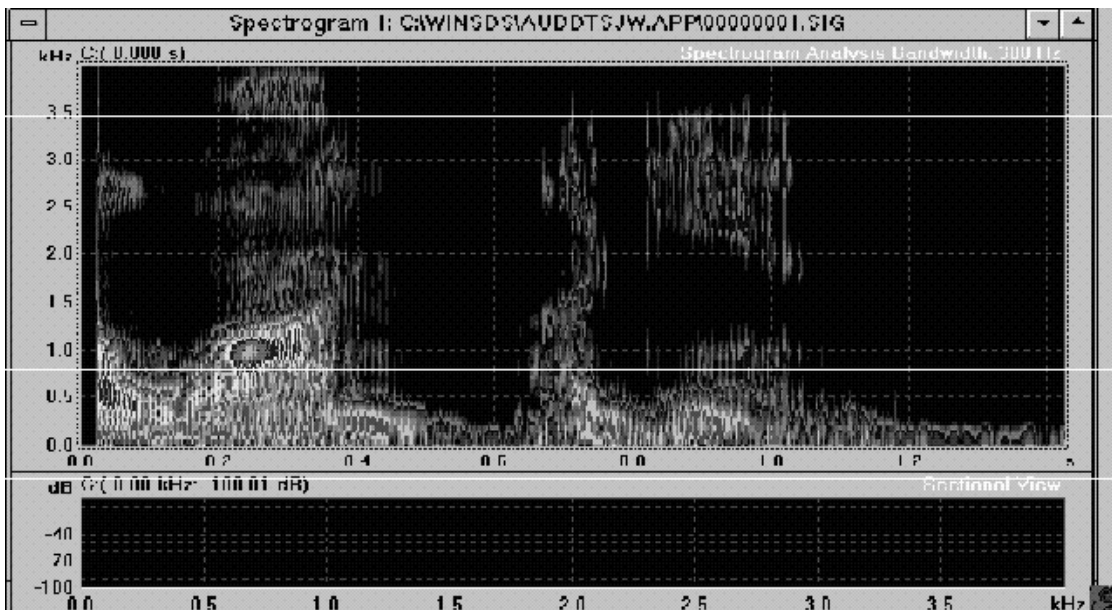 Spectrogram 1: C:\WINSDS\AUDDTSJW.APP\00000001.SIG
kHz C:( 0.000 s) Spectrogram Analysis Bandwidth: 300 Hz
3.5
3.0
2.5
2.0
1.5
1.0
0.5
0.0
0.0 0.2 0.4 0.6 0.8 1.0 1.2 s
dB C:( 0.00 kHz: -100.01 dB) Sectional View
-40
70
-100
0.0 0.5 1.0 1.5 2.0 2.5 3.0 3.5 kHz